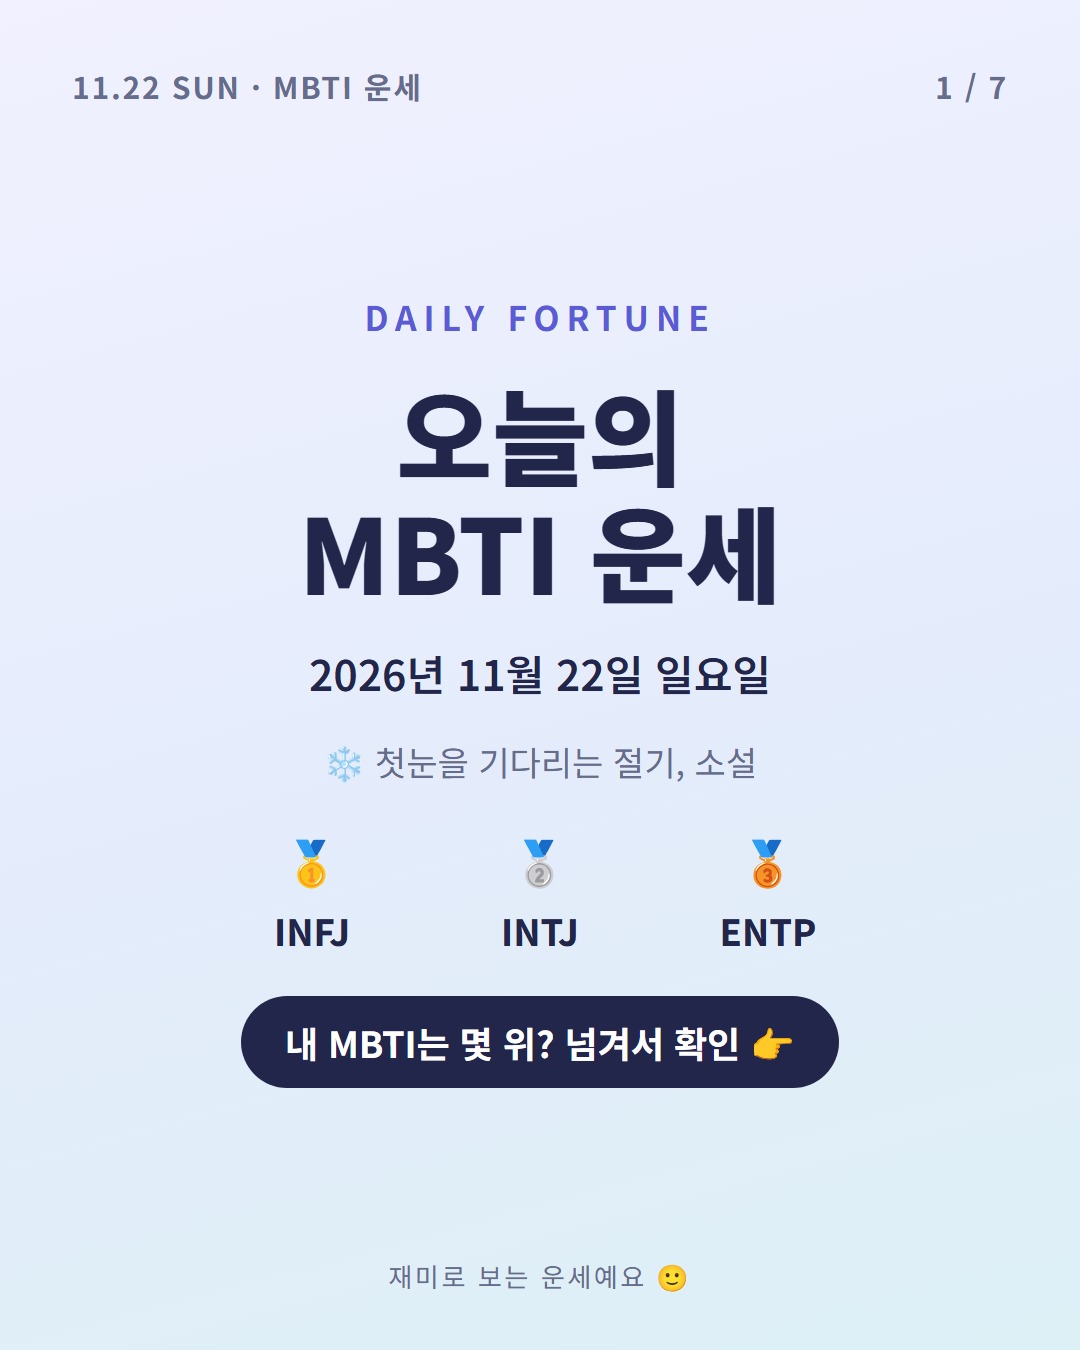 11.22 SUN · MBTI 운세
1 / 7
DAILY FORTUNE
오늘의
MBTI 운세
2026년 11월 22일 일요일
❄️ 첫눈을 기다리는 절기, 소설
🥇 🥈 🥉
INFJ INTJ ENTP
내 MBTI는 몇 위? 넘겨서 확인 👉
재미로 보는 운세예요 🙂